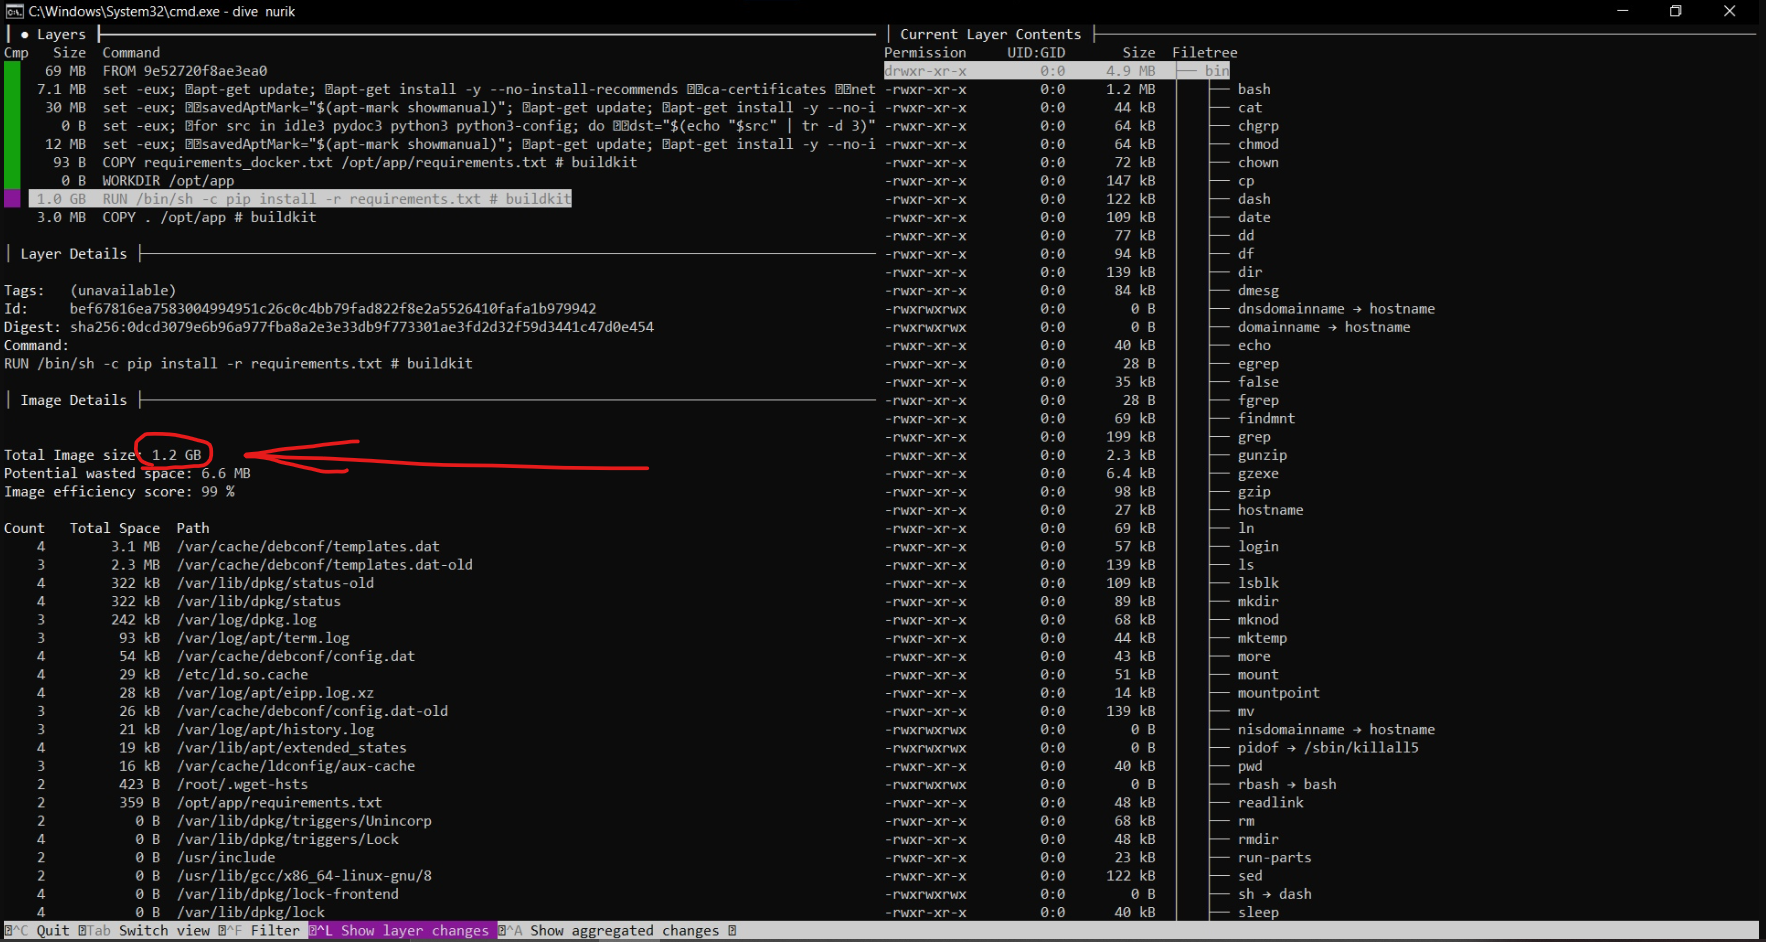 C:\Windows\System32\cmd.exe - dive nurik
│ ● Layers ├
Cmp Size Command
69 MB FROM 9e52720f8ae3ea0
7.1 MB set -eux; apt-get update; apt-get install -y --no-install-recommends ca-certificates net
30 MB set -eux; savedAptMark="$(apt-mark showmanual)"; apt-get update; apt-get install -y --no-i
0 B set -eux; for src in idle3 pydoc3 python3 python3-config; do dst="$(echo "$src" | tr -d 3)"
12 MB set -eux; savedAptMark="$(apt-mark showmanual)"; apt-get update; apt-get install -y --no-i
93 B COPY requirements_docker.txt /opt/app/requirements.txt # buildkit
0 B WORKDIR /opt/app
1.0 GB RUN /bin/sh -c pip install -r requirements.txt # buildkit
3.0 MB COPY . /opt/app # buildkit
│ Layer Details ├
Tags: (unavailable)
Id: bef67816ea7583004994951c26c0c4bb79fad822f8e2a5526410fafa1b979942
Digest: sha256:0dcd3079e6b96a977fba8a2e3e33db9f773301ae3fd2d32f59d3441c47d0e454
Command:
RUN /bin/sh -c pip install -r requirements.txt # buildkit
│ Image Details ├
Total Image size: 1.2 GB
Potential wasted space: 6.6 MB
Image efficiency score: 99 %
Count Total Space Path
4 3.1 MB /var/cache/debconf/templates.dat
3 2.3 MB /var/cache/debconf/templates.dat-old
4 322 kB /var/lib/dpkg/status-old
4 322 kB /var/lib/dpkg/status
3 242 kB /var/log/dpkg.log
3 93 kB /var/log/apt/term.log
4 54 kB /var/cache/debconf/config.dat
4 29 kB /etc/ld.so.cache
4 28 kB /var/log/apt/eipp.log.xz
3 26 kB /var/cache/debconf/config.dat-old
3 21 kB /var/log/apt/history.log
4 19 kB /var/lib/apt/extended_states
3 16 kB /var/cache/ldconfig/aux-cache
2 423 B /root/.wget-hsts
2 359 B /opt/app/requirements.txt
2 0 B /var/lib/dpkg/triggers/Unincorp
4 0 B /var/lib/dpkg/triggers/Lock
2 0 B /usr/include
2 0 B /usr/lib/gcc/x86_64-linux-gnu/8
4 0 B /var/lib/dpkg/lock-frontend
4 0 B /var/lib/dpkg/lock
│ Current Layer Contents ├
Permission UID:GID Size Filetree
drwxr-xr-x 0:0 4.9 MB ├── bin
-rwxr-xr-x 0:0 1.2 MB │ ├── bash
-rwxr-xr-x 0:0 44 kB │ ├── cat
-rwxr-xr-x 0:0 64 kB │ ├── chgrp
-rwxr-xr-x 0:0 64 kB │ ├── chmod
-rwxr-xr-x 0:0 72 kB │ ├── chown
-rwxr-xr-x 0:0 147 kB │ ├── cp
-rwxr-xr-x 0:0 122 kB │ ├── dash
-rwxr-xr-x 0:0 109 kB │ ├── date
-rwxr-xr-x 0:0 77 kB │ ├── dd
-rwxr-xr-x 0:0 94 kB │ ├── df
-rwxr-xr-x 0:0 139 kB │ ├── dir
-rwxr-xr-x 0:0 84 kB │ ├── dmesg
-rwxrwxrwx 0:0 0 B │ ├── dnsdomainname → hostname
-rwxrwxrwx 0:0 0 B │ ├── domainname → hostname
-rwxr-xr-x 0:0 40 kB │ ├── echo
-rwxr-xr-x 0:0 28 B │ ├── egrep
-rwxr-xr-x 0:0 35 kB │ ├── false
-rwxr-xr-x 0:0 28 B │ ├── fgrep
-rwxr-xr-x 0:0 69 kB │ ├── findmnt
-rwxr-xr-x 0:0 199 kB │ ├── grep
-rwxr-xr-x 0:0 2.3 kB │ ├── gunzip
-rwxr-xr-x 0:0 6.4 kB │ ├── gzexe
-rwxr-xr-x 0:0 98 kB │ ├── gzip
-rwxr-xr-x 0:0 27 kB │ ├── hostname
-rwxr-xr-x 0:0 69 kB │ ├── ln
-rwxr-xr-x 0:0 57 kB │ ├── login
-rwxr-xr-x 0:0 139 kB │ ├── ls
-rwxr-xr-x 0:0 109 kB │ ├── lsblk
-rwxr-xr-x 0:0 89 kB │ ├── mkdir
-rwxr-xr-x 0:0 68 kB │ ├── mknod
-rwxr-xr-x 0:0 44 kB │ ├── mktemp
-rwxr-xr-x 0:0 43 kB │ ├── more
-rwxr-xr-x 0:0 51 kB │ ├── mount
-rwxr-xr-x 0:0 14 kB │ ├── mountpoint
-rwxr-xr-x 0:0 139 kB │ ├── mv
-rwxrwxrwx 0:0 0 B │ ├── nisdomainname → hostname
-rwxrwxrwx 0:0 0 B │ ├── pidof → /sbin/killall5
-rwxr-xr-x 0:0 40 kB │ ├── pwd
-rwxrwxrwx 0:0 0 B │ ├── rbash → bash
-rwxr-xr-x 0:0 48 kB │ ├── readlink
-rwxr-xr-x 0:0 68 kB │ ├── rm
-rwxr-xr-x 0:0 48 kB │ ├── rmdir
-rwxr-xr-x 0:0 23 kB │ ├── run-parts
-rwxr-xr-x 0:0 122 kB │ ├── sed
-rwxrwxrwx 0:0 0 B │ ├── sh → dash
-rwxr-xr-x 0:0 40 kB │ ├── sleep
^C Quit Tab Switch view ^F Filter ^L Show layer changes ^A Show aggregated changes